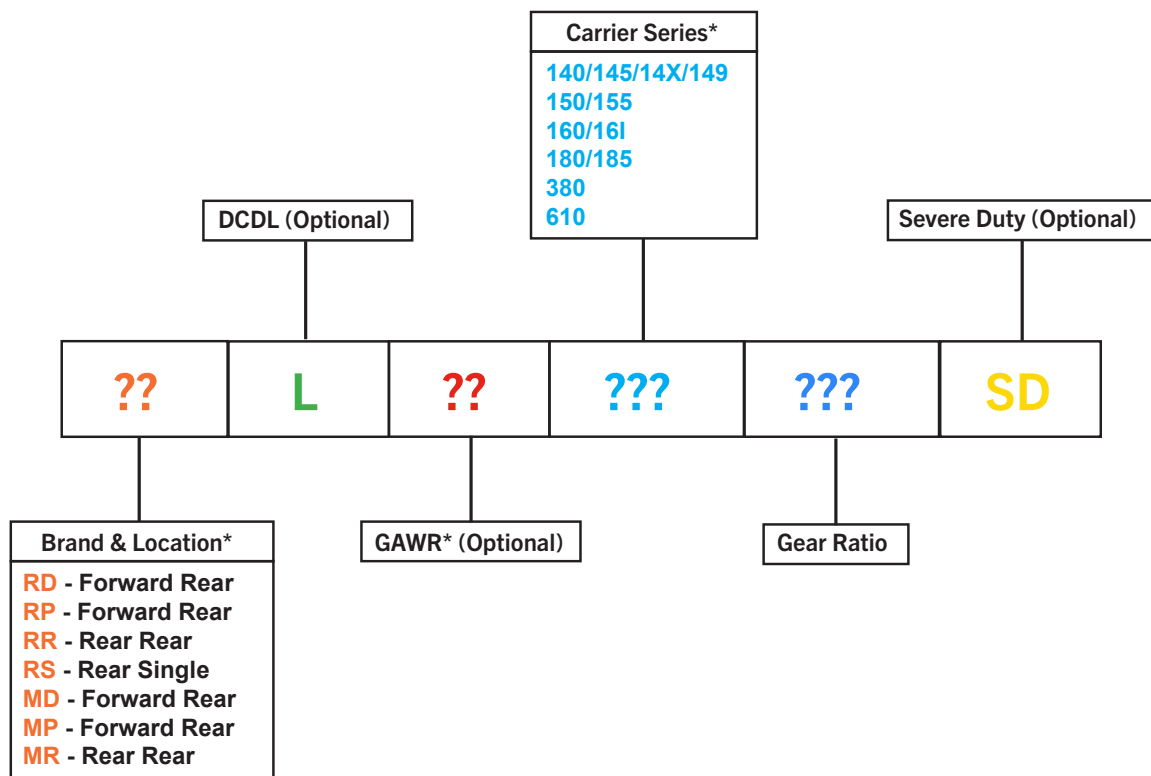 Carrier Series*
140/145/14X/149
150/155
160/16I
180/185
380
610
DCDL (Optional)
Severe Duty (Optional)
?? L ?? ??? ??? SD
Brand & Location*
RD - Forward Rear
RP - Forward Rear
RR - Rear Rear
RS - Rear Single
MD - Forward Rear
MP - Forward Rear
MR - Rear Rear
GAWR* (Optional)
Gear Ratio